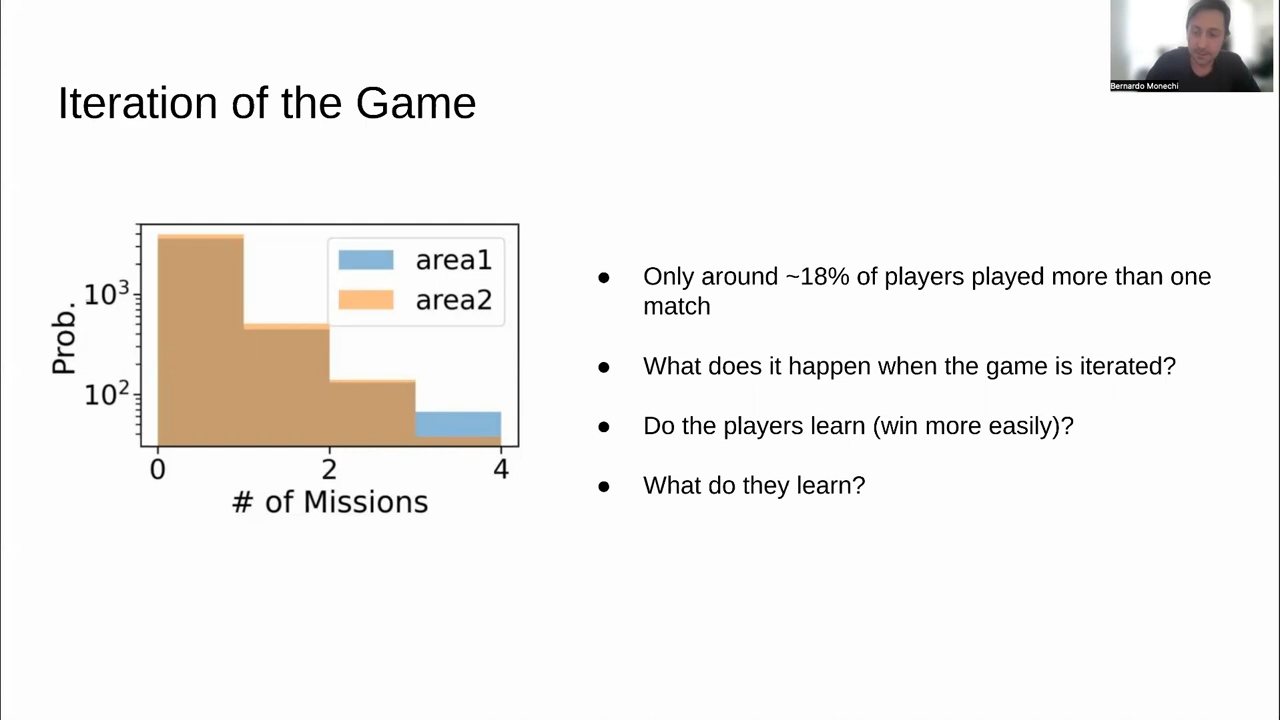 Bernardo Monechi
Iteration of the Game
area1
area2
Prob.
10³
10²
0 2 4
# of Missions
● Only around ~18% of players played more than one
match
● What does it happen when the game is iterated?
● Do the players learn (win more easily)?
● What do they learn?